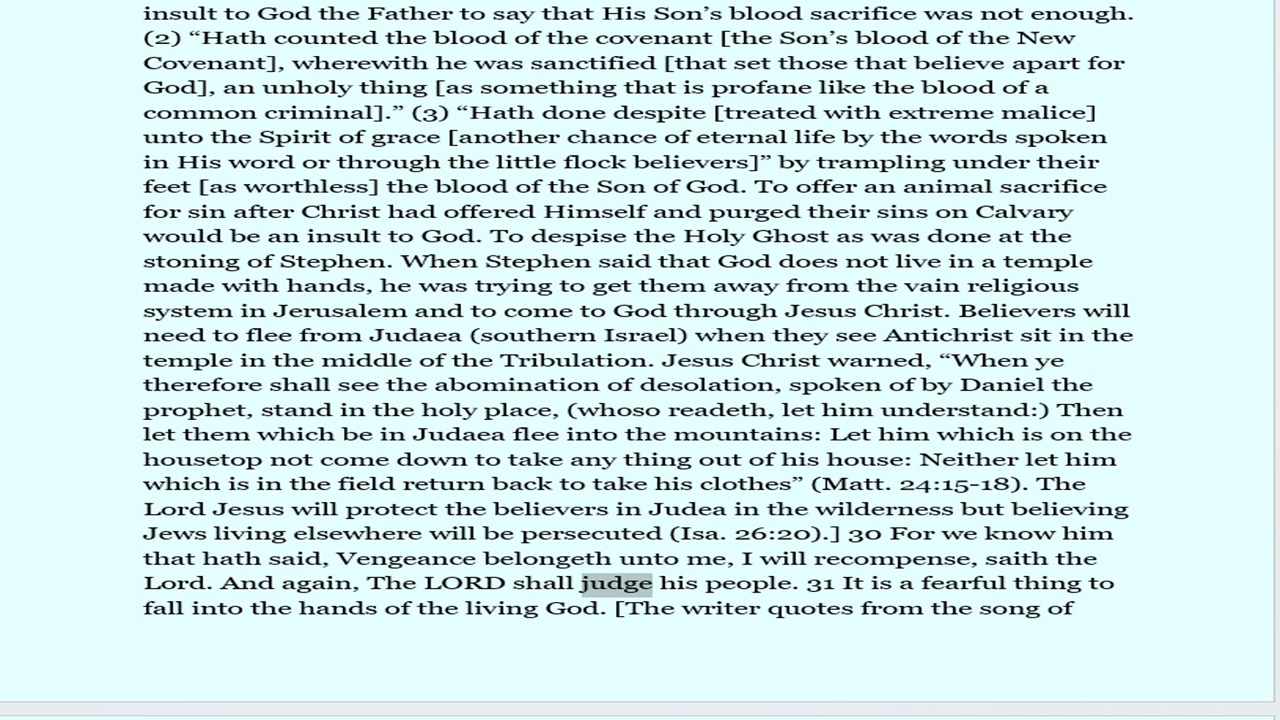 insult to God the Father to say that His Son’s blood sacrifice was not enough.
(2) “Hath counted the blood of the covenant [the Son’s blood of the New
Covenant], wherewith he was sanctified [that set those that believe apart for
God], an unholy thing [as something that is profane like the blood of a
common criminal].” (3) “Hath done despite [treated with extreme malice]
unto the Spirit of grace [another chance of eternal life by the words spoken
in His word or through the little flock believers]” by trampling under their
feet [as worthless] the blood of the Son of God. To offer an animal sacrifice
for sin after Christ had offered Himself and purged their sins on Calvary
would be an insult to God. To despise the Holy Ghost as was done at the
stoning of Stephen. When Stephen said that God does not live in a temple
made with hands, he was trying to get them away from the vain religious
system in Jerusalem and to come to God through Jesus Christ. Believers will
need to flee from Judaea (southern Israel) when they see Antichrist sit in the
temple in the middle of the Tribulation. Jesus Christ warned, “When ye
therefore shall see the abomination of desolation, spoken of by Daniel the
prophet, stand in the holy place, (whoso readeth, let him understand:) Then
let them which be in Judaea flee into the mountains: Let him which is on the
housetop not come down to take any thing out of his house: Neither let him
which is in the field return back to take his clothes” (Matt. 24:15-18). The
Lord Jesus will protect the believers in Judea in the wilderness but believing
Jews living elsewhere will be persecuted (Isa. 26:20).] 30 For we know him
that hath said, Vengeance belongeth unto me, I will recompense, saith the
Lord. And again, The LORD shall judge his people. 31 It is a fearful thing to
fall into the hands of the living God. [The writer quotes from the song of